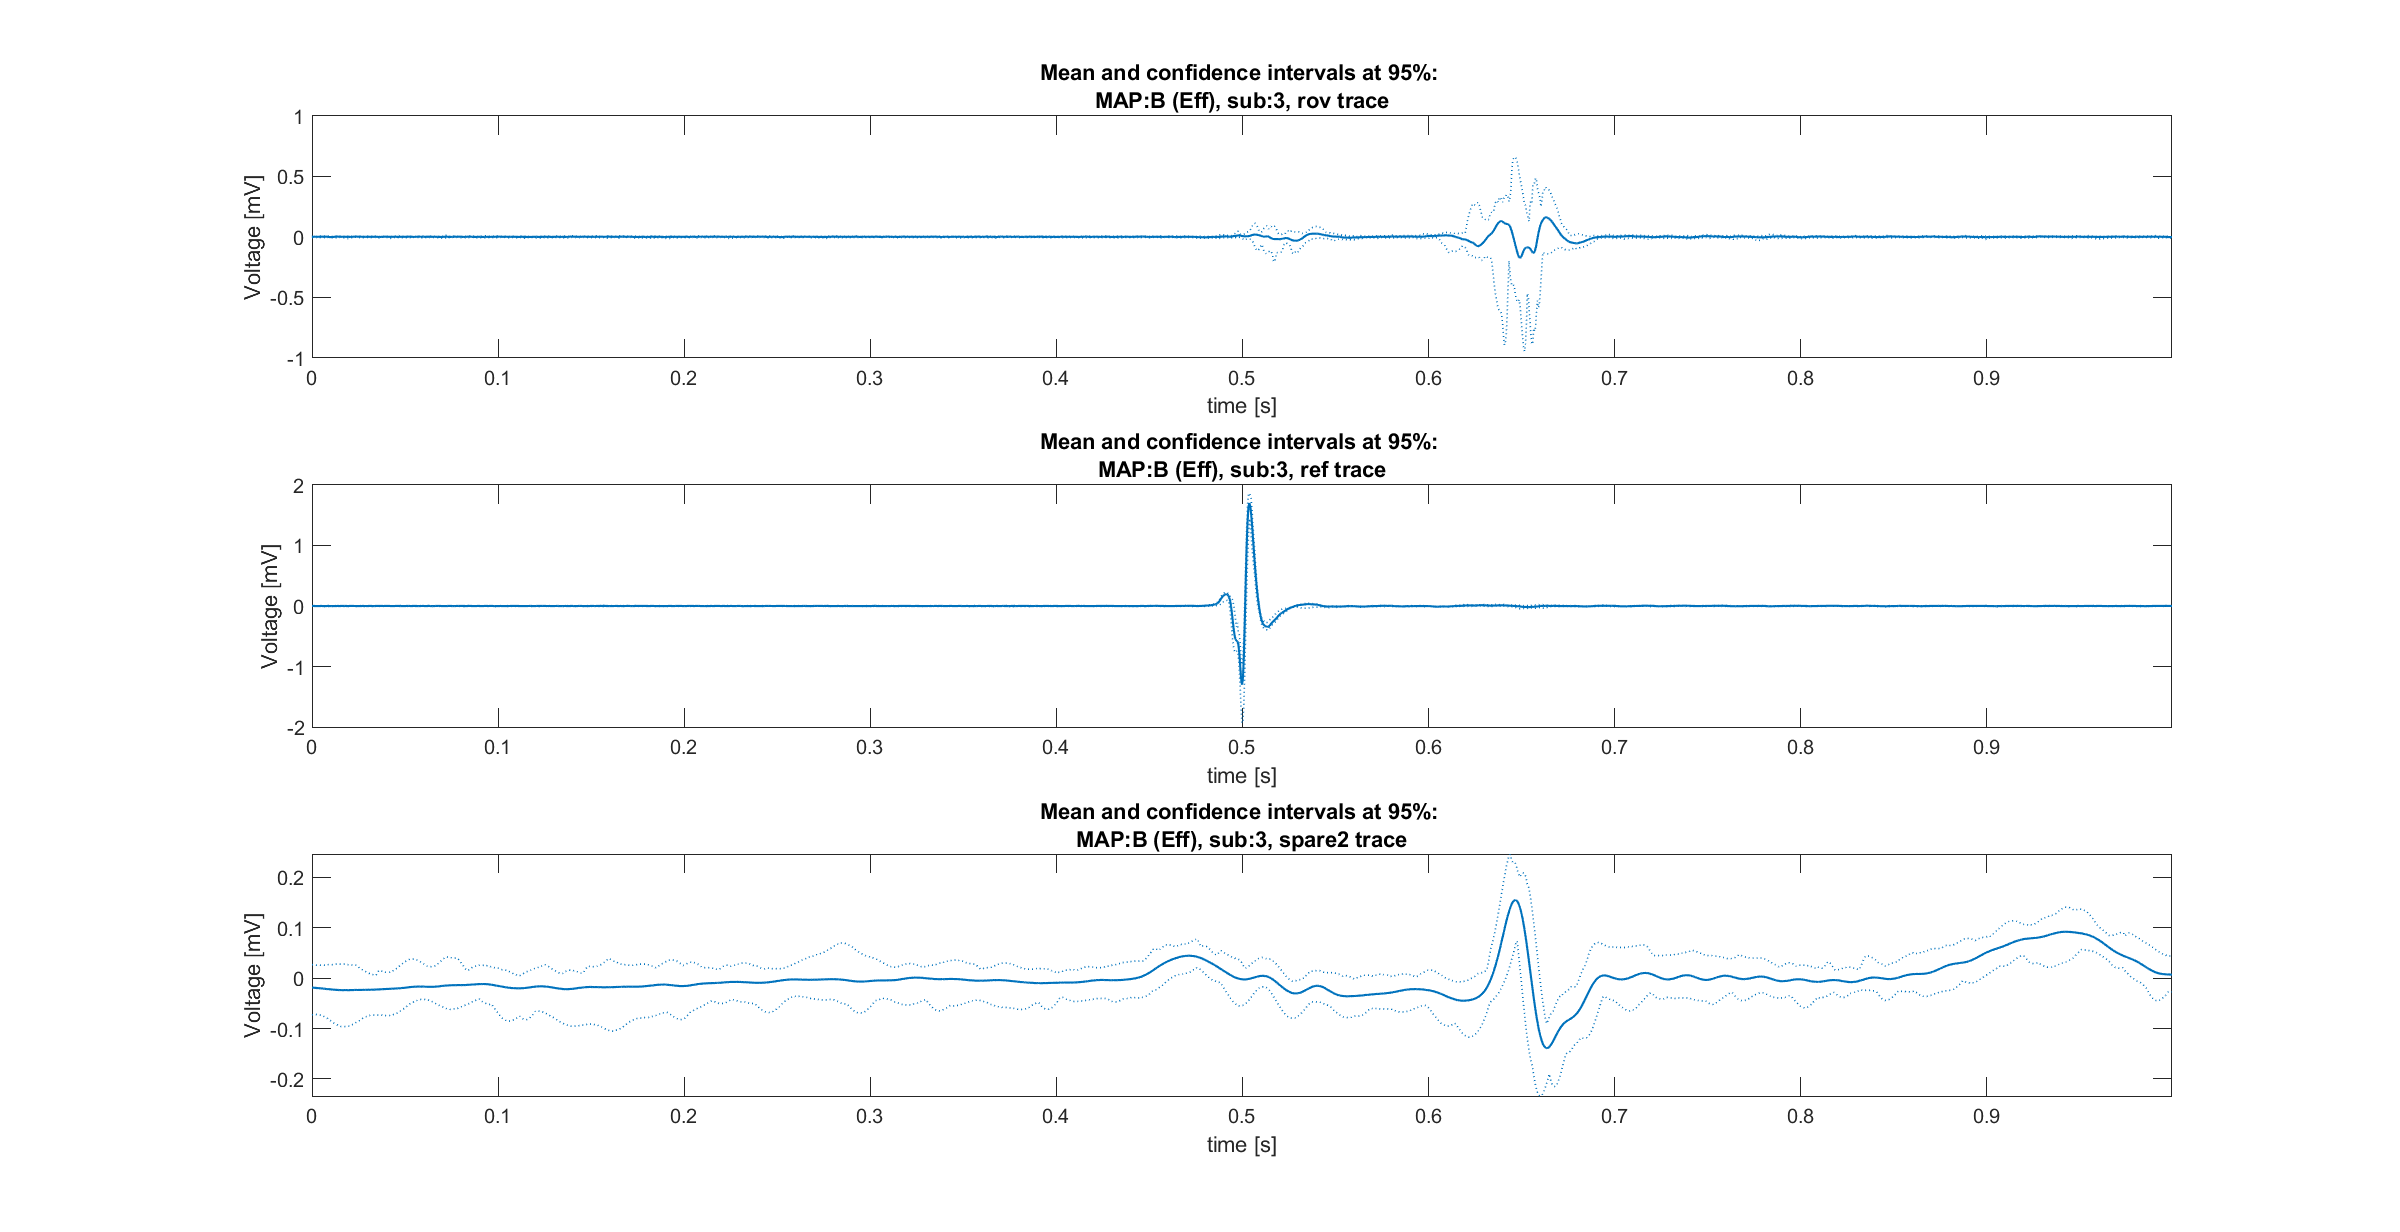 Mean and confidence intervals at 95%:
MAP:B (Eff), sub:3, rov trace
1
0.5
0
-0.5
-1
Voltage [mV]
0 0.1 0.2 0.3 0.4 0.5 0.6 0.7 0.8 0.9
time [s]
Mean and confidence intervals at 95%:
MAP:B (Eff), sub:3, ref trace
2
1
0
-1
-2
Voltage [mV]
0 0.1 0.2 0.3 0.4 0.5 0.6 0.7 0.8 0.9
time [s]
Mean and confidence intervals at 95%:
MAP:B (Eff), sub:3, spare2 trace
0.2
0.1
0
-0.1
-0.2
Voltage [mV]
0 0.1 0.2 0.3 0.4 0.5 0.6 0.7 0.8 0.9
time [s]